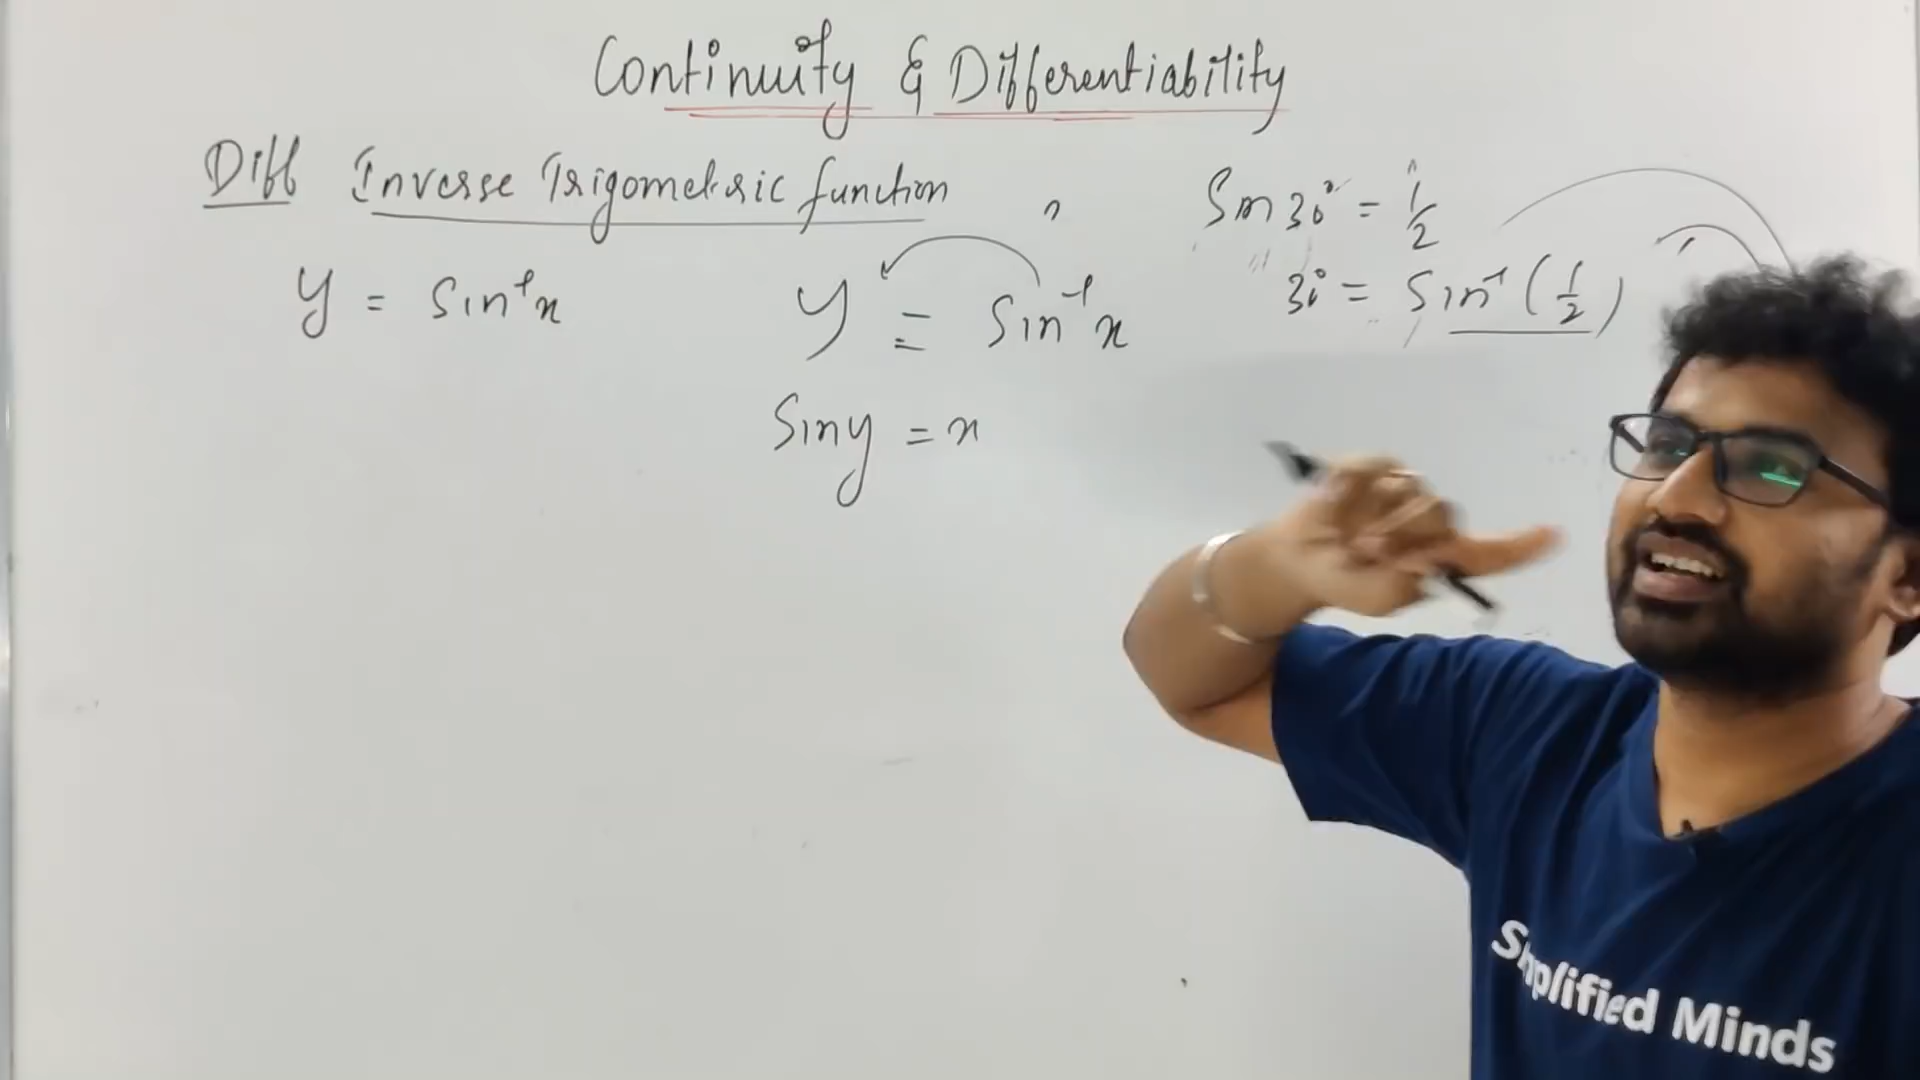 Continuity & Differentiability
Diff Inverse Trigometric function
Sin 30° = 1/2
y = Sin⁻¹x
y = Sin⁻¹x
30° = Sin⁻¹(1/2)
Siny = x
Simplified Minds